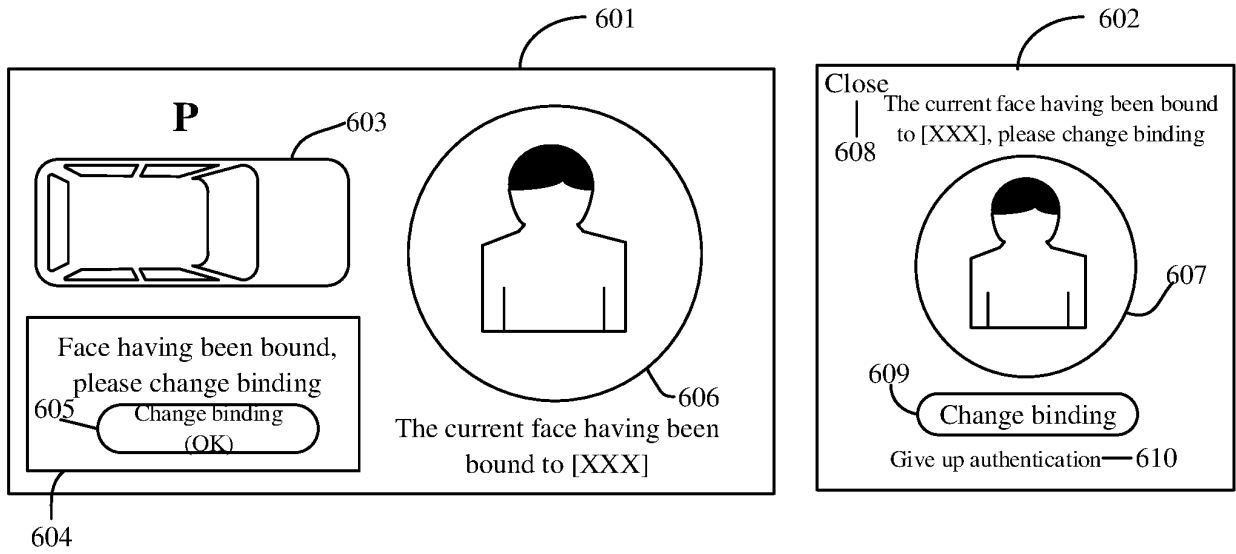 601
P
603
606
The current face having been
bound to [XXX]
Face having been bound,
please change binding
605
Change binding
(OK)
604
602
Close
608
The current face having been bound
to [XXX], please change binding
607
609
Change binding
Give up authentication
610